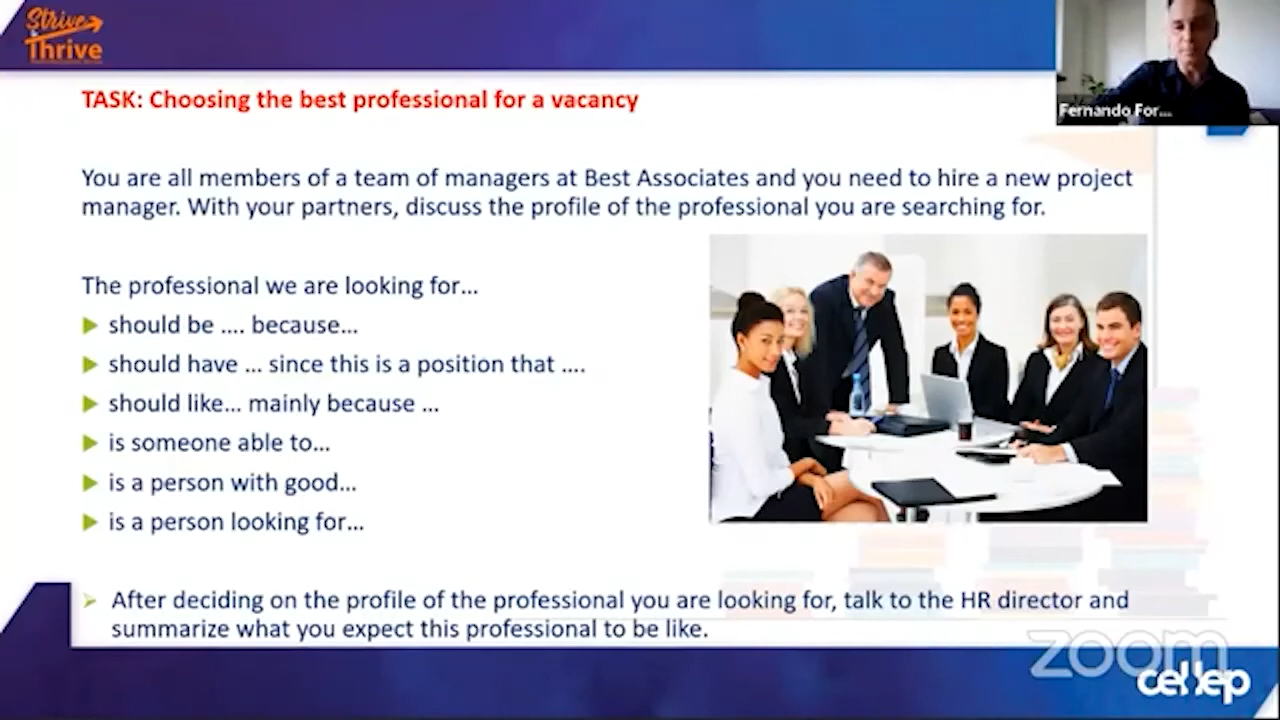 Strive
Thrive
Fernando For...
TASK: Choosing the best professional for a vacancy
You are all members of a team of managers at Best Associates and you need to hire a new project
manager. With your partners, discuss the profile of the professional you are searching for.
The professional we are looking for...
should be .... because...
should have ... since this is a position that ....
should like... mainly because ...
is someone able to...
is a person with good...
is a person looking for...
After deciding on the profile of the professional you are looking for, talk to the HR director and
summarize what you expect this professional to be like.
zoom
cellep